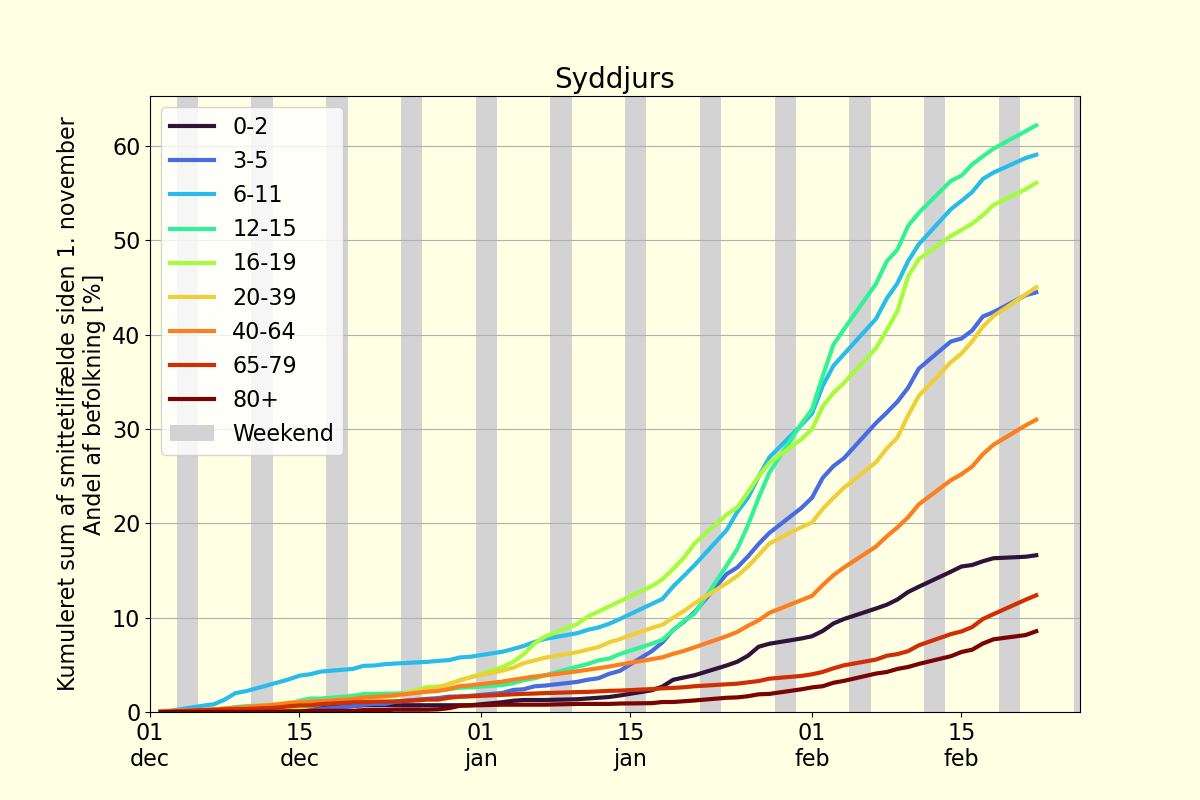 Syddjurs
Kumuleret sum af smittetilfælde siden 1. november
Andel af befolkning [%]
60
50
40
30
20
10
0
0-2
3-5
6-11
12-15
16-19
20-39
40-64
65-79
80+
Weekend
01 15 01 15 01 15
dec dec jan jan feb feb